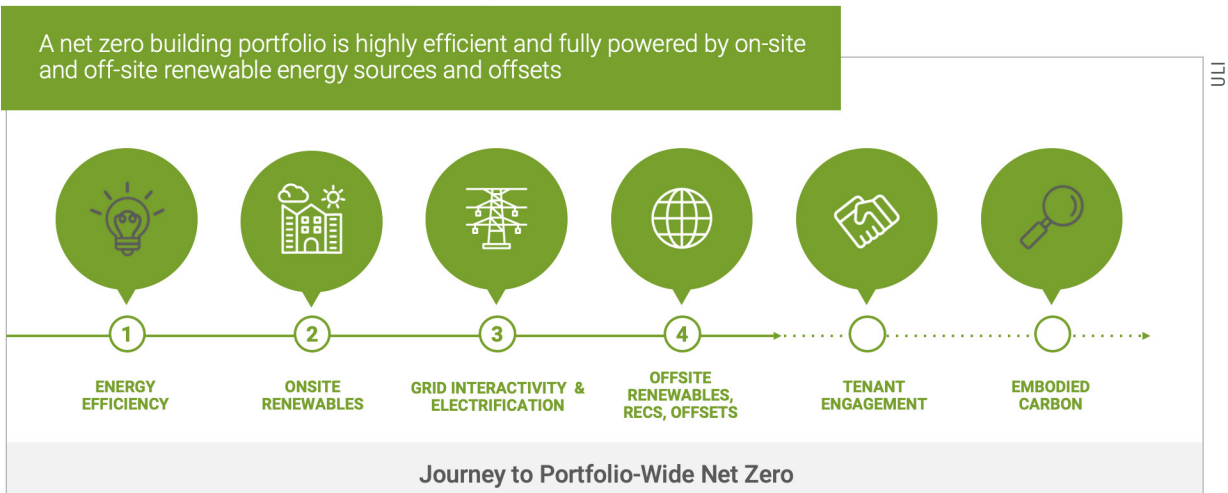 A net zero building portfolio is highly efficient and fully powered by on-site
and off-site renewable energy sources and offsets
ULI
1
2
3
4
ENERGY
EFFICIENCY
ONSITE
RENEWABLES
GRID INTERACTIVITY &
ELECTRIFICATION
OFFSITE
RENEWABLES,
RECS, OFFSETS
TENANT
ENGAGEMENT
EMBODIED
CARBON
Journey to Portfolio-Wide Net Zero